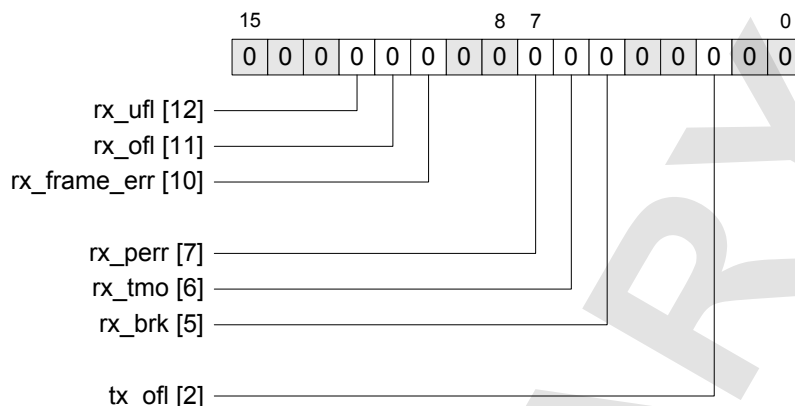 15 8 7 0
0 0 0 0 0 0 0 0 0 0 0 0 0 0 0 0
rx_ufl [12]
rx_ofl [11]
rx_frame_err [10]
rx_perr [7]
rx_tmo [6]
rx_brk [5]
tx_ofl [2]